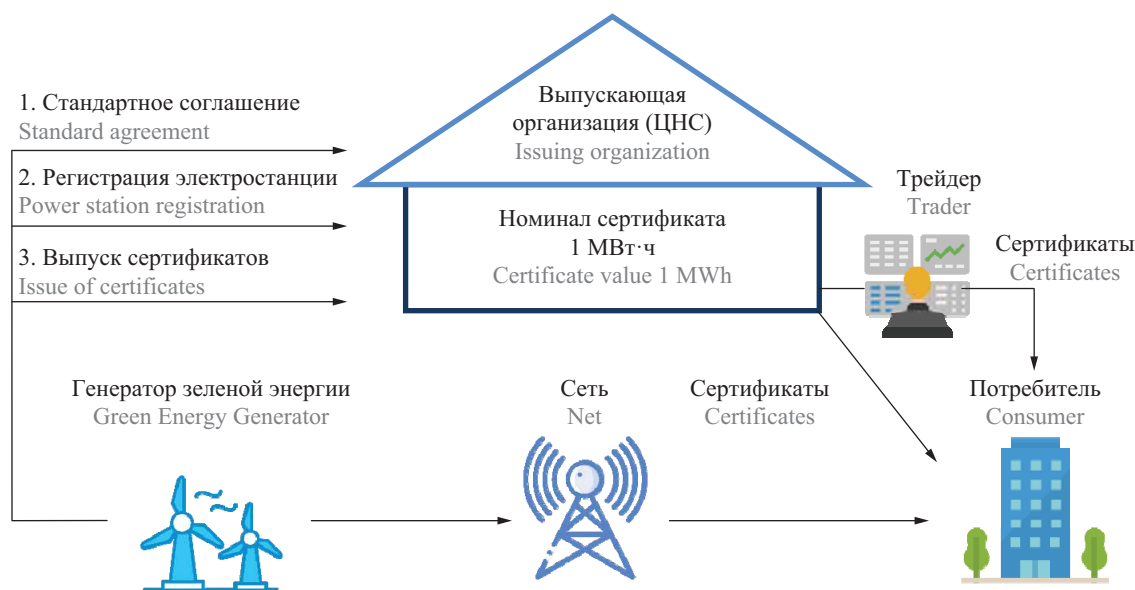 1. Стандартное соглашение
Standard agreement
2. Регистрация электростанции
Power station registration
3. Выпуск сертификатов
Issue of certificates
Выпускающая
организация (ЦНС)
Issuing organization
Номинал сертификата
1 МВт·ч
Certificate value 1 MWh
Трейдер
Trader
Сертификаты
Certificates
Генератор зеленой энергии
Green Energy Generator
Сеть
Net
Сертификаты
Certificates
Потребитель
Consumer